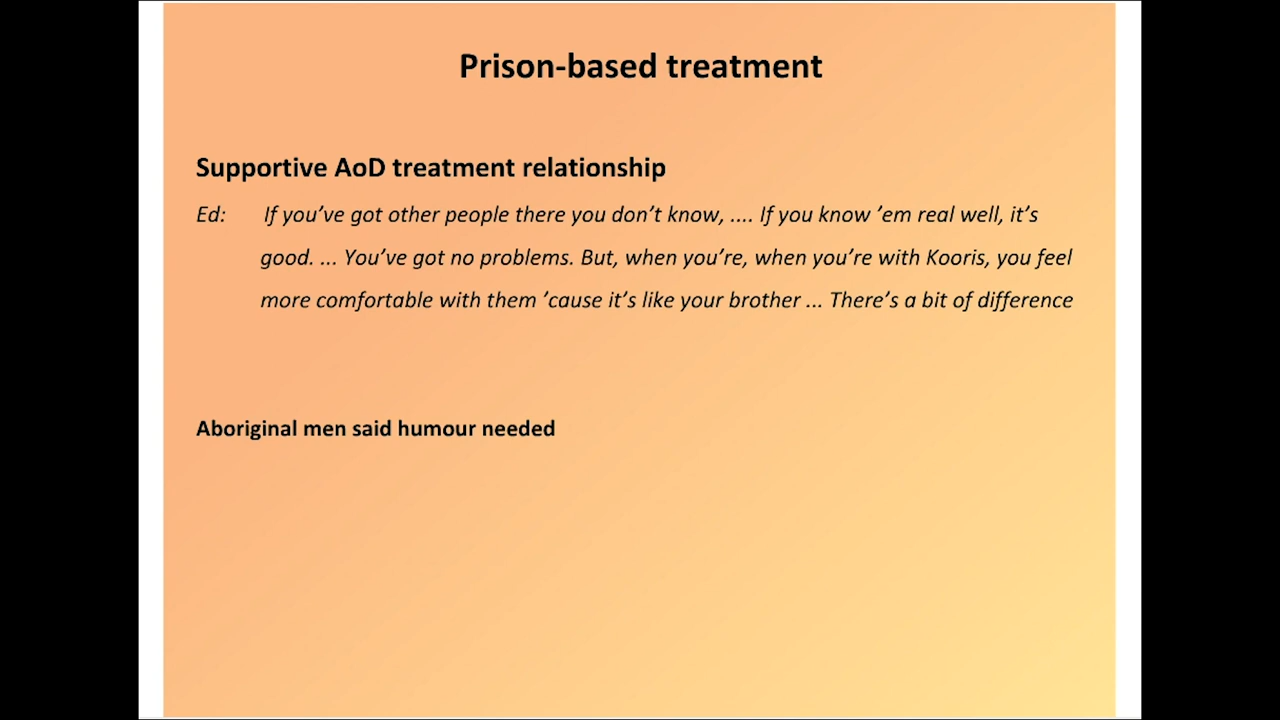 Prison-based treatment
Supportive AoD treatment relationship
Ed: If you’ve got other people there you don’t know, .... If you know ’em real well, it’s
good. ... You’ve got no problems. But, when you’re, when you’re with Kooris, you feel
more comfortable with them ’cause it’s like your brother ... There’s a bit of difference
Aboriginal men said humour needed